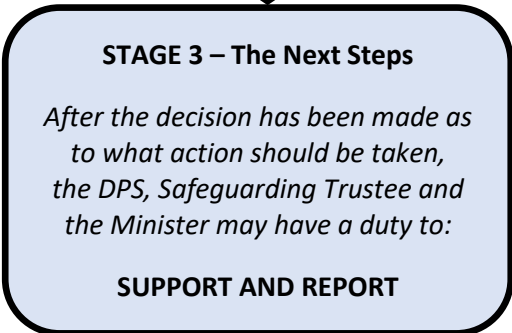 STAGE 3 – The Next Steps
After the decision has been made as
to what action should be taken,
the DPS, Safeguarding Trustee and
the Minister may have a duty to:
SUPPORT AND REPORT